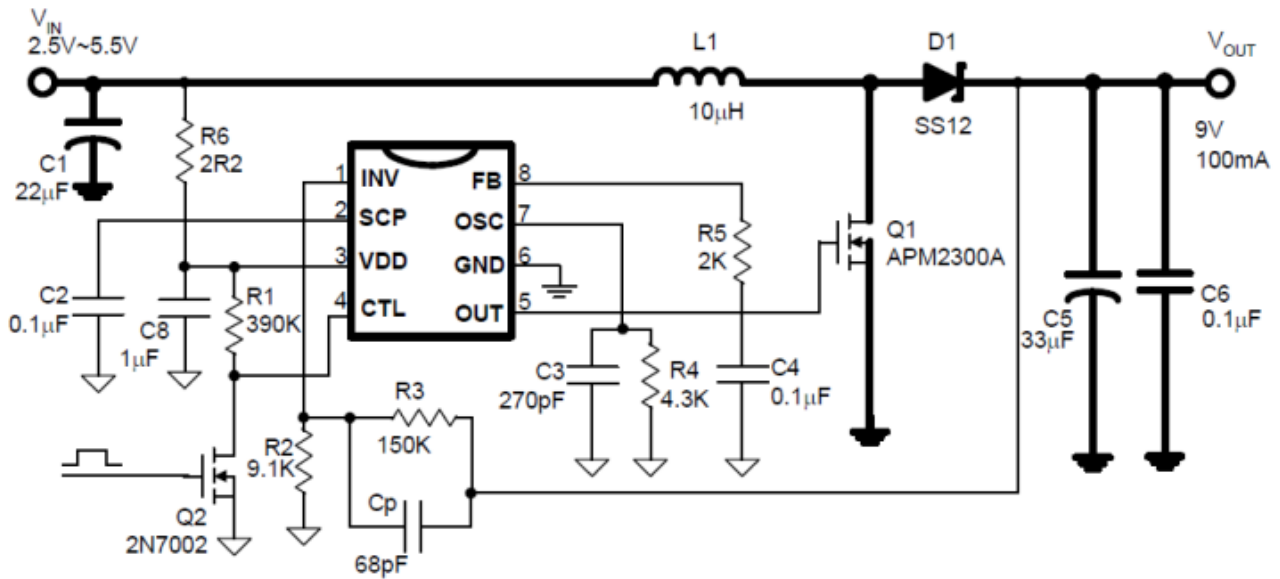 VIN
2.5V~5.5V
L1
10μH
D1
SS12
VOUT
9V
100mA
C1
22μF
R6
2R2
1
INV
FB
8
2
SCP
OSC
7
3
VDD
GND
6
4
CTL
OUT
5
R5
2K
Q1
APM2300A
C2
0.1μF
C8
1μF
R1
390K
C3
270pF
R4
4.3K
C4
0.1μF
C5
33μF
C6
0.1μF
R3
150K
R2
9.1K
Cp
68pF
Q2
2N7002